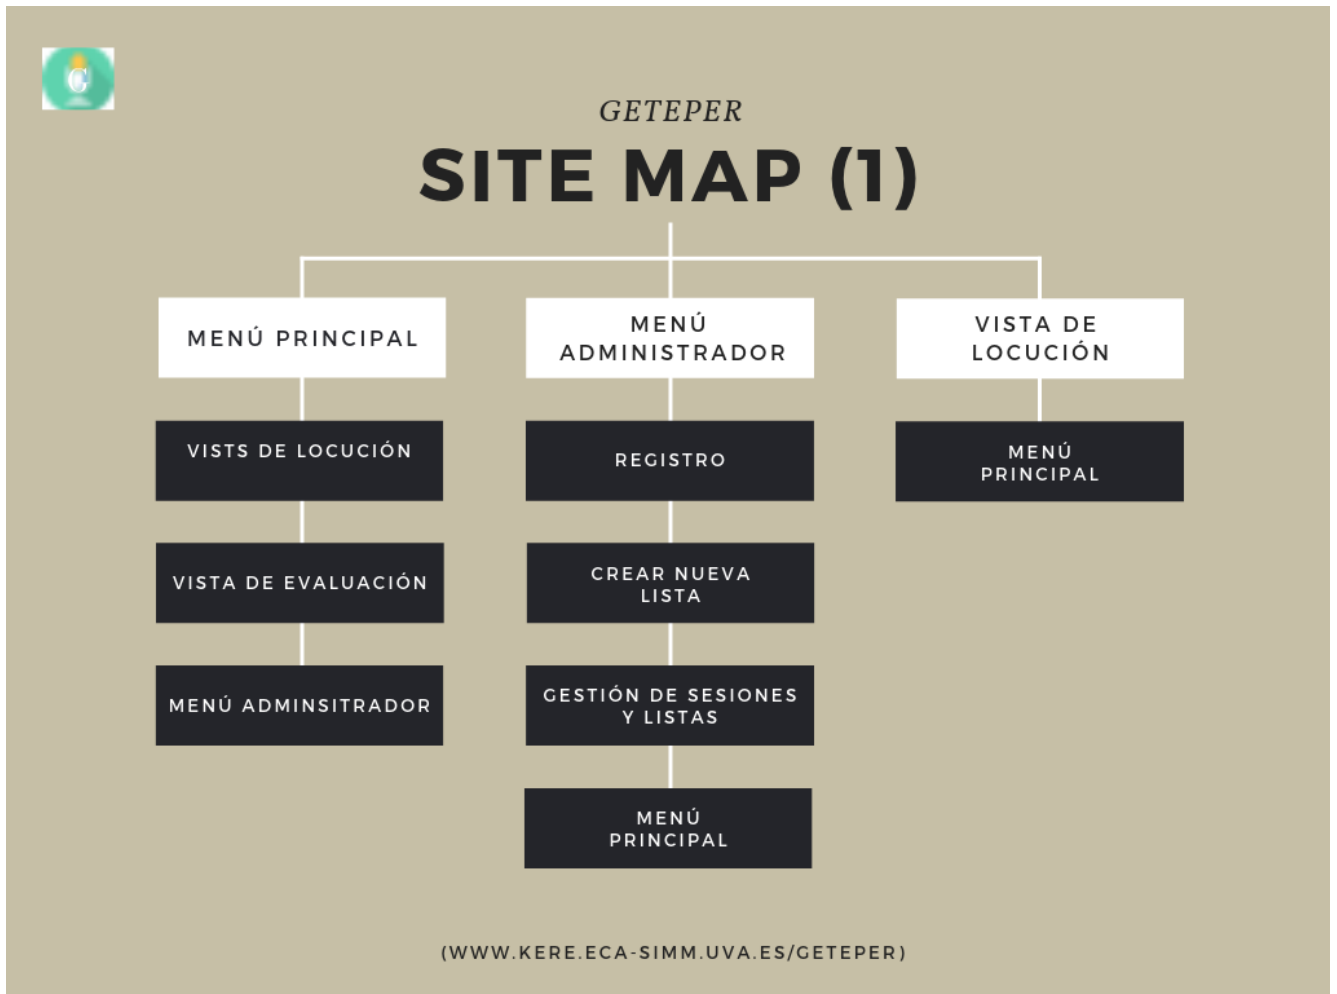 C
GETEPER
SITE MAP (1)
MENÚ PRINCIPAL
VISTS DE LOCUCIÓN
VISTA DE EVALUACIÓN
MENÚ ADMINSITRADOR
MENÚ
ADMINISTRADOR
REGISTRO
CREAR NUEVA
LISTA
GESTIÓN DE SESIONES
Y LISTAS
MENÚ
PRINCIPAL
VISTA DE
LOCUCIÓN
MENÚ
PRINCIPAL
(WWW.KERE.ECA-SIMM.UVA.ES/GETEPER)